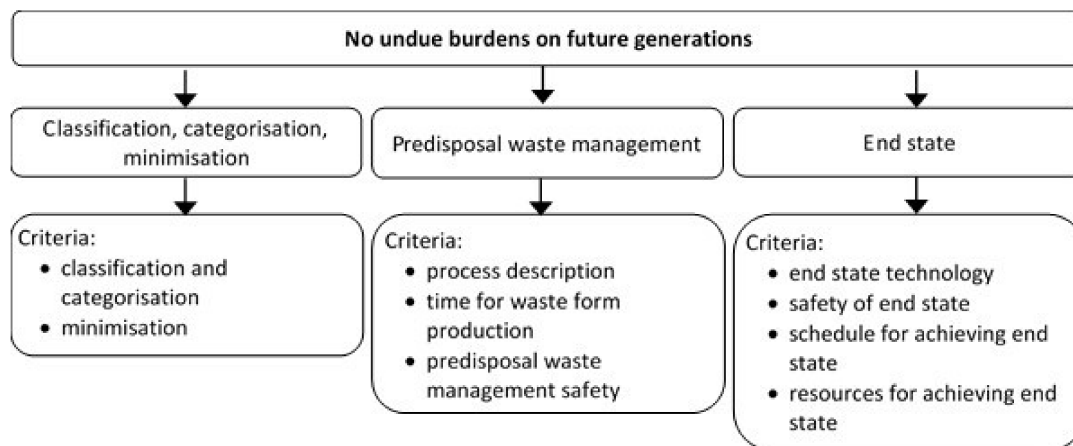 No undue burdens on future generations
Classification, categorisation,
minimisation
Predisposal waste management
End state
Criteria:
• classification and
categorisation
• minimisation
Criteria:
• process description
• time for waste form
production
• predisposal waste
management safety
Criteria:
• end state technology
• safety of end state
• schedule for achieving end
state
• resources for achieving end
state